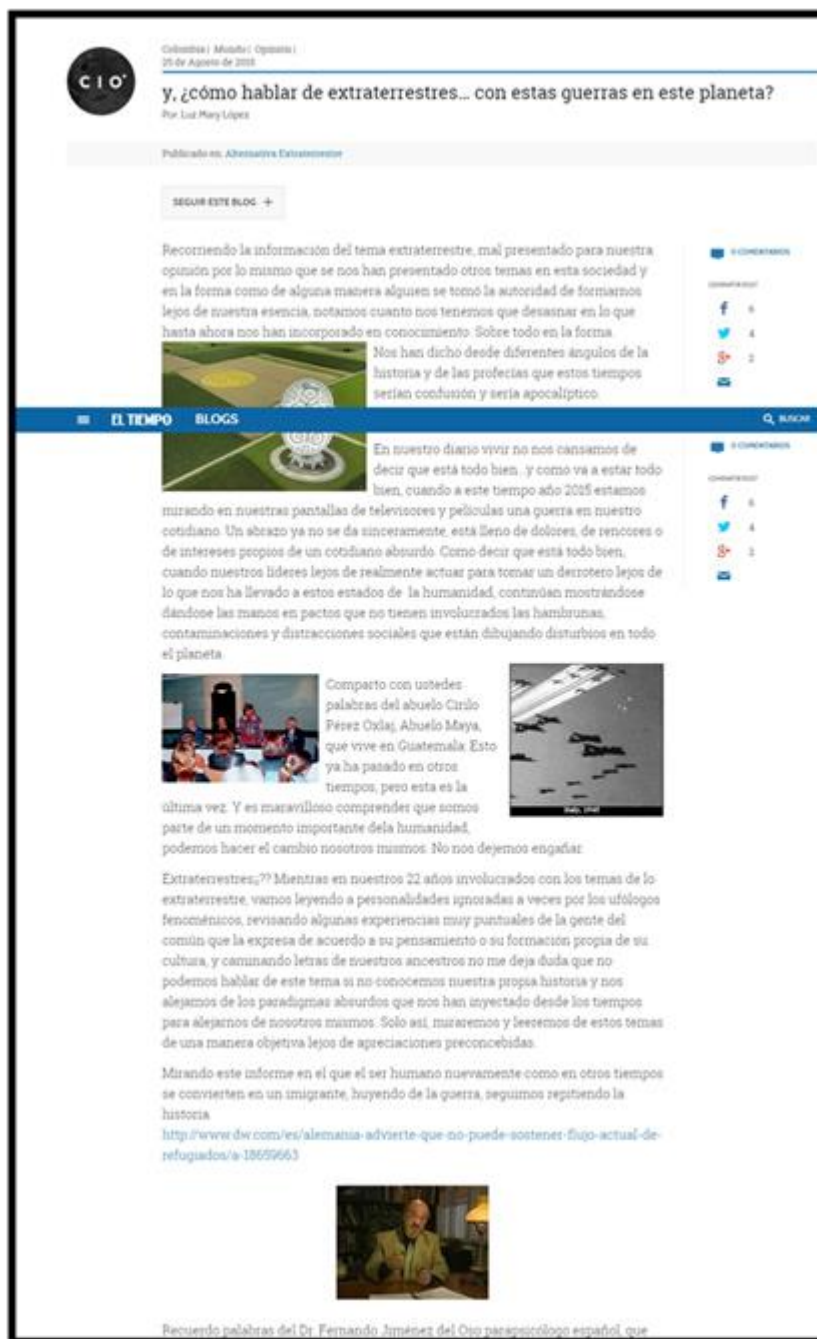 CIO
Colombia | Mundo | Opinión |
25 de Agosto de 2015
y, ¿cómo hablar de extraterrestres... con estas guerras en este planeta?
Por: Luz Mary López
Publicado en: Alternativa Extraterrestre
SEGUIR ESTE BLOG +
Recorriendo la información del tema extraterrestre, mal presentado para nuestra
opinión por lo mismo que se nos han presentado otros temas en esta sociedad y
en la forma como de alguna manera alguien se tomó la autoridad de formarnos
lejos de nuestra esencia, notamos cuanto nos tenemos que desasnar en lo que
hasta ahora nos han incorporado en conocimiento. Sobre todo en la forma.
0 COMENTARIOS
6
4
2
Nos han dicho desde diferentes ángulos de la
historia y de las profecías que estos tiempos
serían confusión y sería apocalíptico.
EL TIEMPO BLOGS BUSCAR
En nuestro diario vivir no nos cansamos de
decir que está todo bien...y como va a estar todo
bien, cuando a este tiempo año 2015 estamos
mirando en nuestras pantallas de televisores y películas una guerra en nuestro
cotidiano. Un abrazo ya no se da sinceramente, está lleno de dolores, de rencores o
de intereses propios de un cotidiano absurdo. Como decir que está todo bien,
cuando nuestros líderes lejos de realmente actuar para tomar un derrotero lejos de
lo que nos ha llevado a estos estados de la humanidad, continúan mostrándose
dándose las manos en pactos que no tienen involucrados las hambrunas,
contaminaciones y distracciones sociales que están dibujando disturbios en todo
el planeta.
0 COMENTARIOS
6
4
2
Comparto con ustedes
palabras del abuelo Cirilo
Pérez Oxlaj, Abuelo Maya,
que vive en Guatemala: Esto
ya ha pasado en otros
tiempos, pero esta es la
última vez. Y es maravilloso comprender que somos
parte de un momento importante dela humanidad,
podemos hacer el cambio nosotros mismos. No nos dejemos engañar.
Extraterrestres¡¡?? Mientras en nuestros 22 años involucrados con los temas de lo
extraterrestre, vamos leyendo a personalidades ignoradas a veces por los ufólogos
fenoménicos, revisando algunas experiencias muy puntuales de la gente del
común que la expresa de acuerdo a su pensamiento o su formación propia de su
cultura, y caminando letras de nuestros ancestros no me deja duda que no
podemos hablar de este tema si no conocemos nuestra propia historia y nos
alejamos de los paradigmas absurdos que nos han inyectado desde los tiempos
para alejarnos de nosotros mismos. Solo así, miraremos y leeremos de estos temas
de una manera objetiva lejos de apreciaciones preconcebidas.
Mirando este informe en el que el ser humano nuevamente como en otros tiempos
se convierten en un imigrante, huyendo de la guerra, seguimos repitiendo la
historia.
http://www.dw.com/es/alemania-advierte-que-no-puede-sostener-flujo-actual-de-
refugiados/a-18659663
Recuerdo palabras del Dr. Fernando Jiménez del Oso parapsicólogo español, que